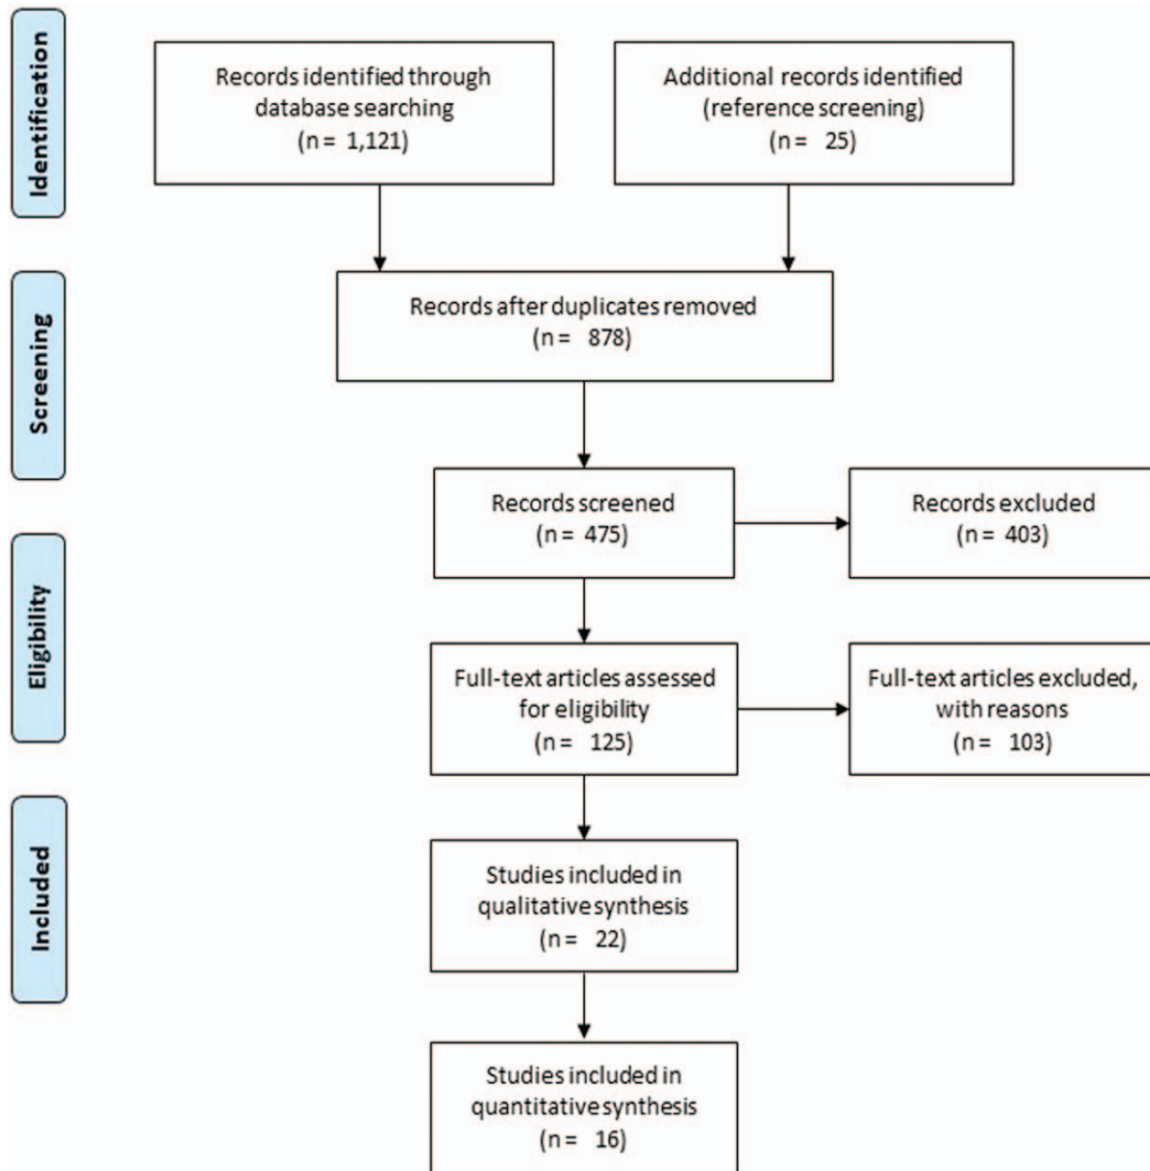 Identification
Records identified through
database searching
(n = 1,121)
Additional records identified
(reference screening)
(n = 25)
Screening
Records after duplicates removed
(n = 878)
Records screened
(n = 475)
Records excluded
(n = 403)
Eligibility
Full-text articles assessed
for eligibility
(n = 125)
Full-text articles excluded,
with reasons
(n = 103)
Included
Studies included in
qualitative synthesis
(n = 22)
Studies included in
quantitative synthesis
(n = 16)